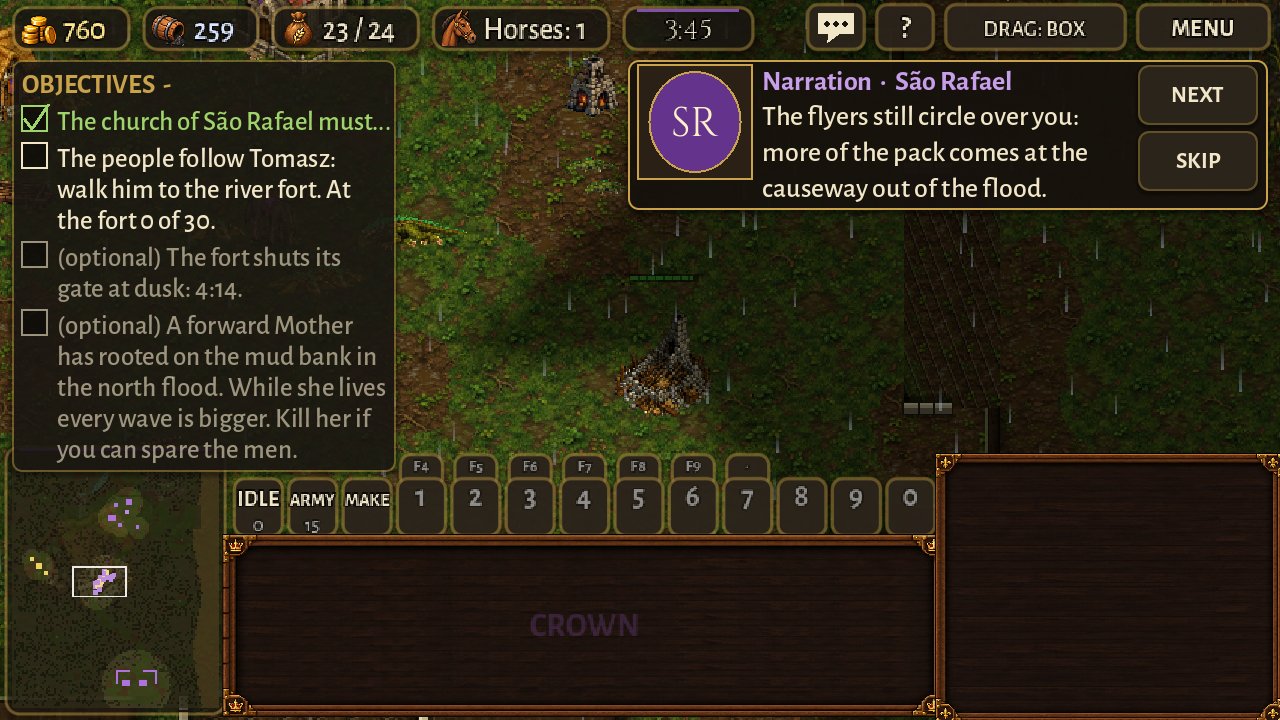 760
259
23 / 24
Horses: 1
3:45
?
DRAG: BOX
MENU
OBJECTIVES -
The church of São Rafael must...
The people follow Tomasz:
walk him to the river fort. At
the fort 0 of 30.
(optional) The fort shuts its
gate at dusk: 4:14.
(optional) A forward Mother
has rooted on the mud bank in
the north flood. While she lives
every wave is bigger. Kill her if
you can spare the men.
SR
Narration · São Rafael
The flyers still circle over you:
more of the pack comes at the
causeway out of the flood.
NEXT
SKIP
F4 F5 F6 F7 F8 F9
IDLE 0
ARMY 15
MAKE
1 2 3 4 5 6 7 8 9 0
CROWN